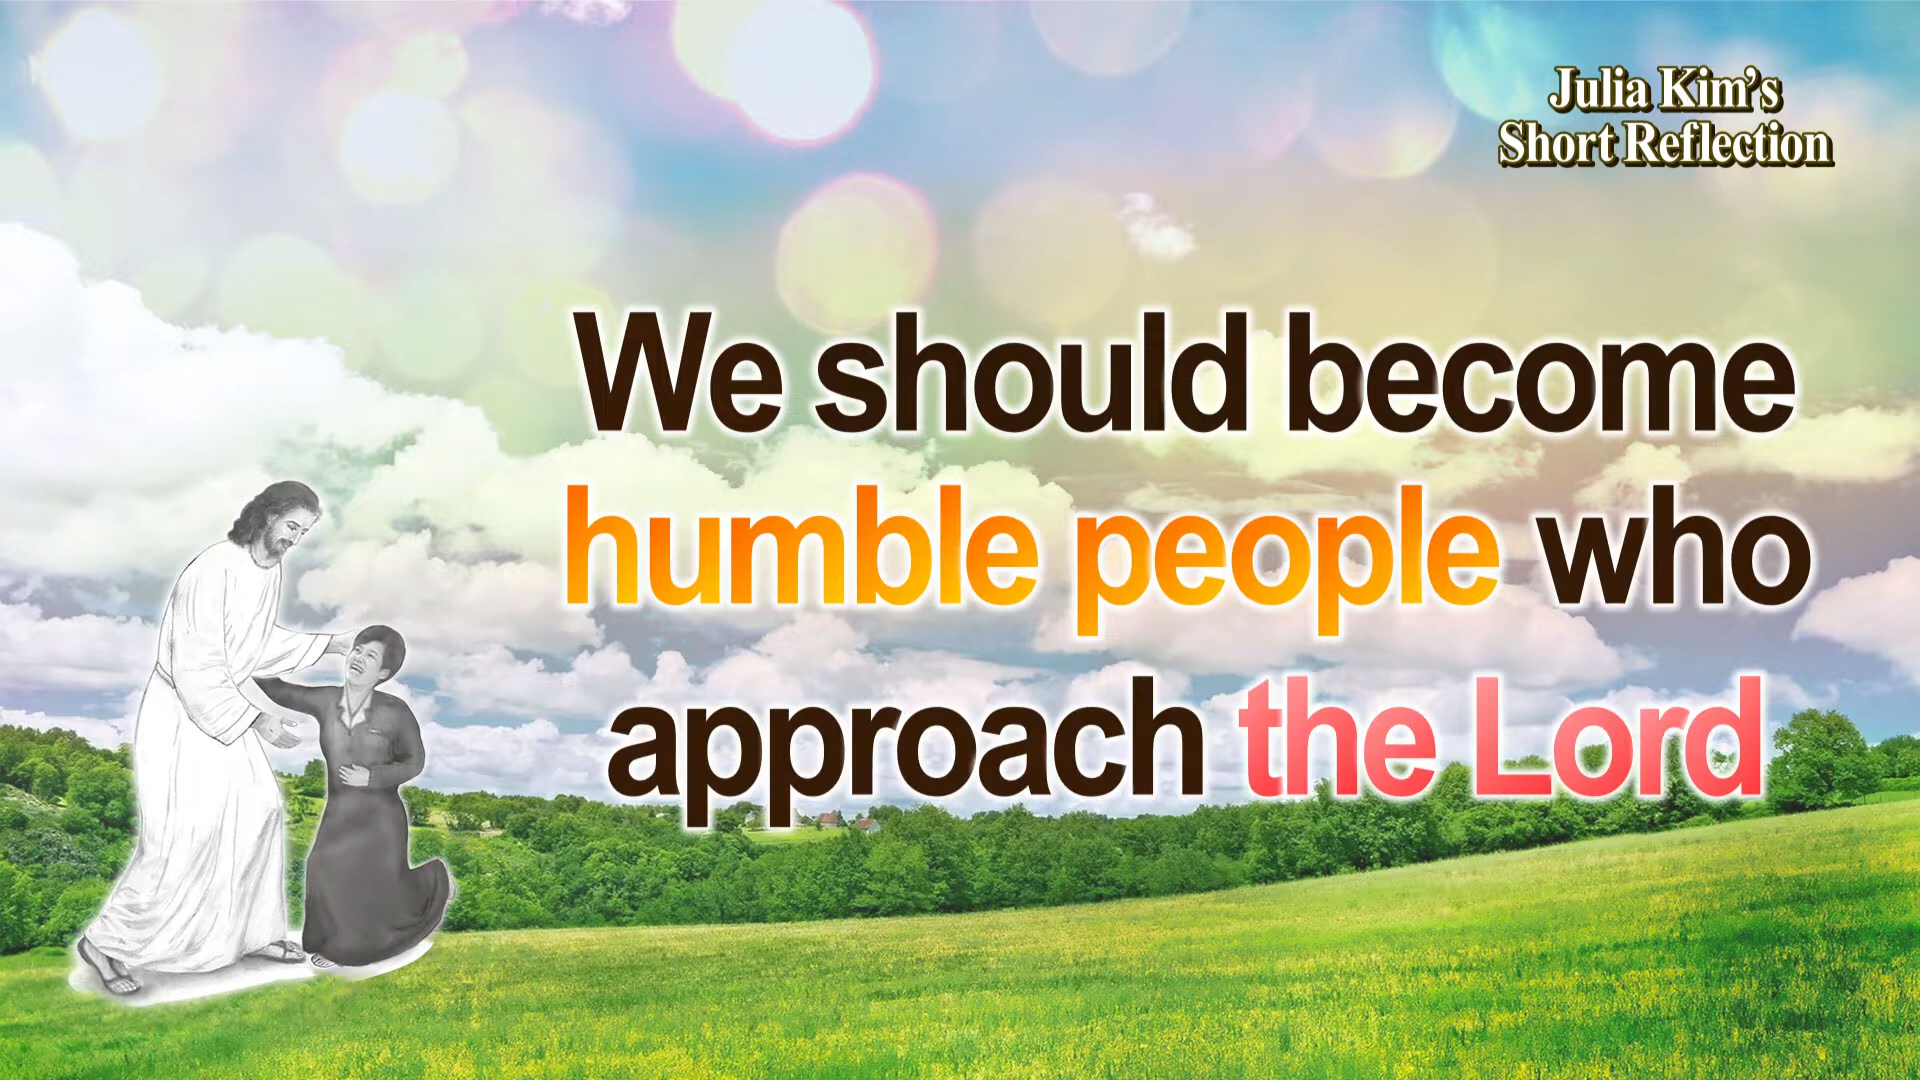 Julia Kim's
Short Reflection
We should become
humble people who
approach the Lord